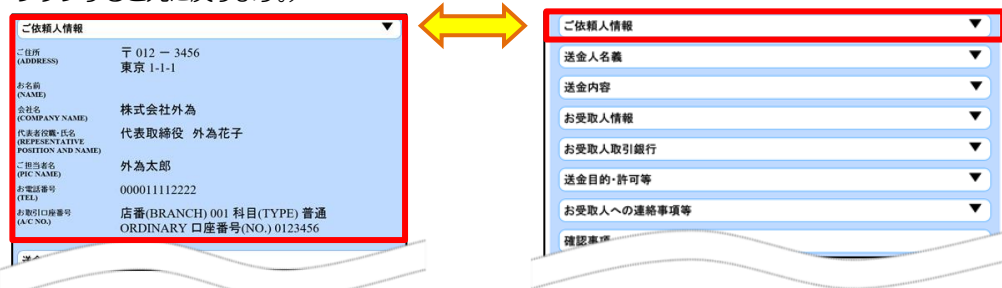 ご依頼人情報 ▼
ご住所 〒 012 － 3456
(ADDRESS) 東京 1-1-1
お名前
(NAME)
会社名 株式会社外為
(COMPANY NAME)
代表者役職・氏名 代表取締役 外為花子
(REPESENTATIVE
POSITION AND NAME)
ご担当者名 外為太郎
(PIC NAME)
お電話番号 000011112222
(TEL)
お取引口座番号 店番(BRANCH) 001 科目(TYPE) 普通
(A/C NO.) ORDINARY 口座番号(NO.) 0123456
ご依頼人情報 ▼
送金人名義 ▼
送金内容 ▼
お受取人情報 ▼
お受取人取引銀行 ▼
送金目的・許可等 ▼
お受取人への連絡事項等 ▼
確認事項